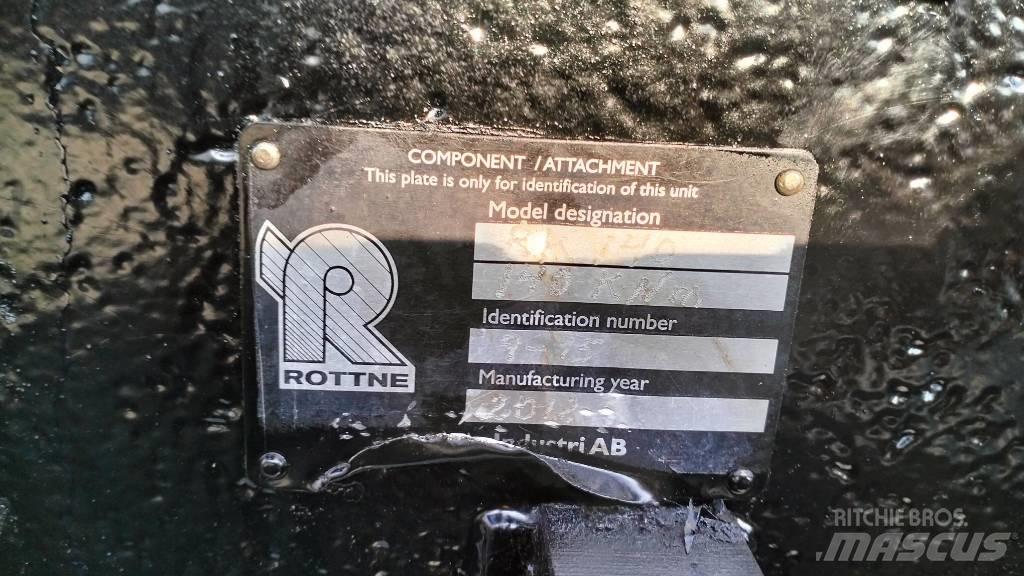 COMPONENT / ATTACHMENT
This plate is only for identification of this unit
Model designation
KNm
Identification number
Manufacturing year
ROTTNE
Industri AB
RITCHIE BROS.
MASCUS